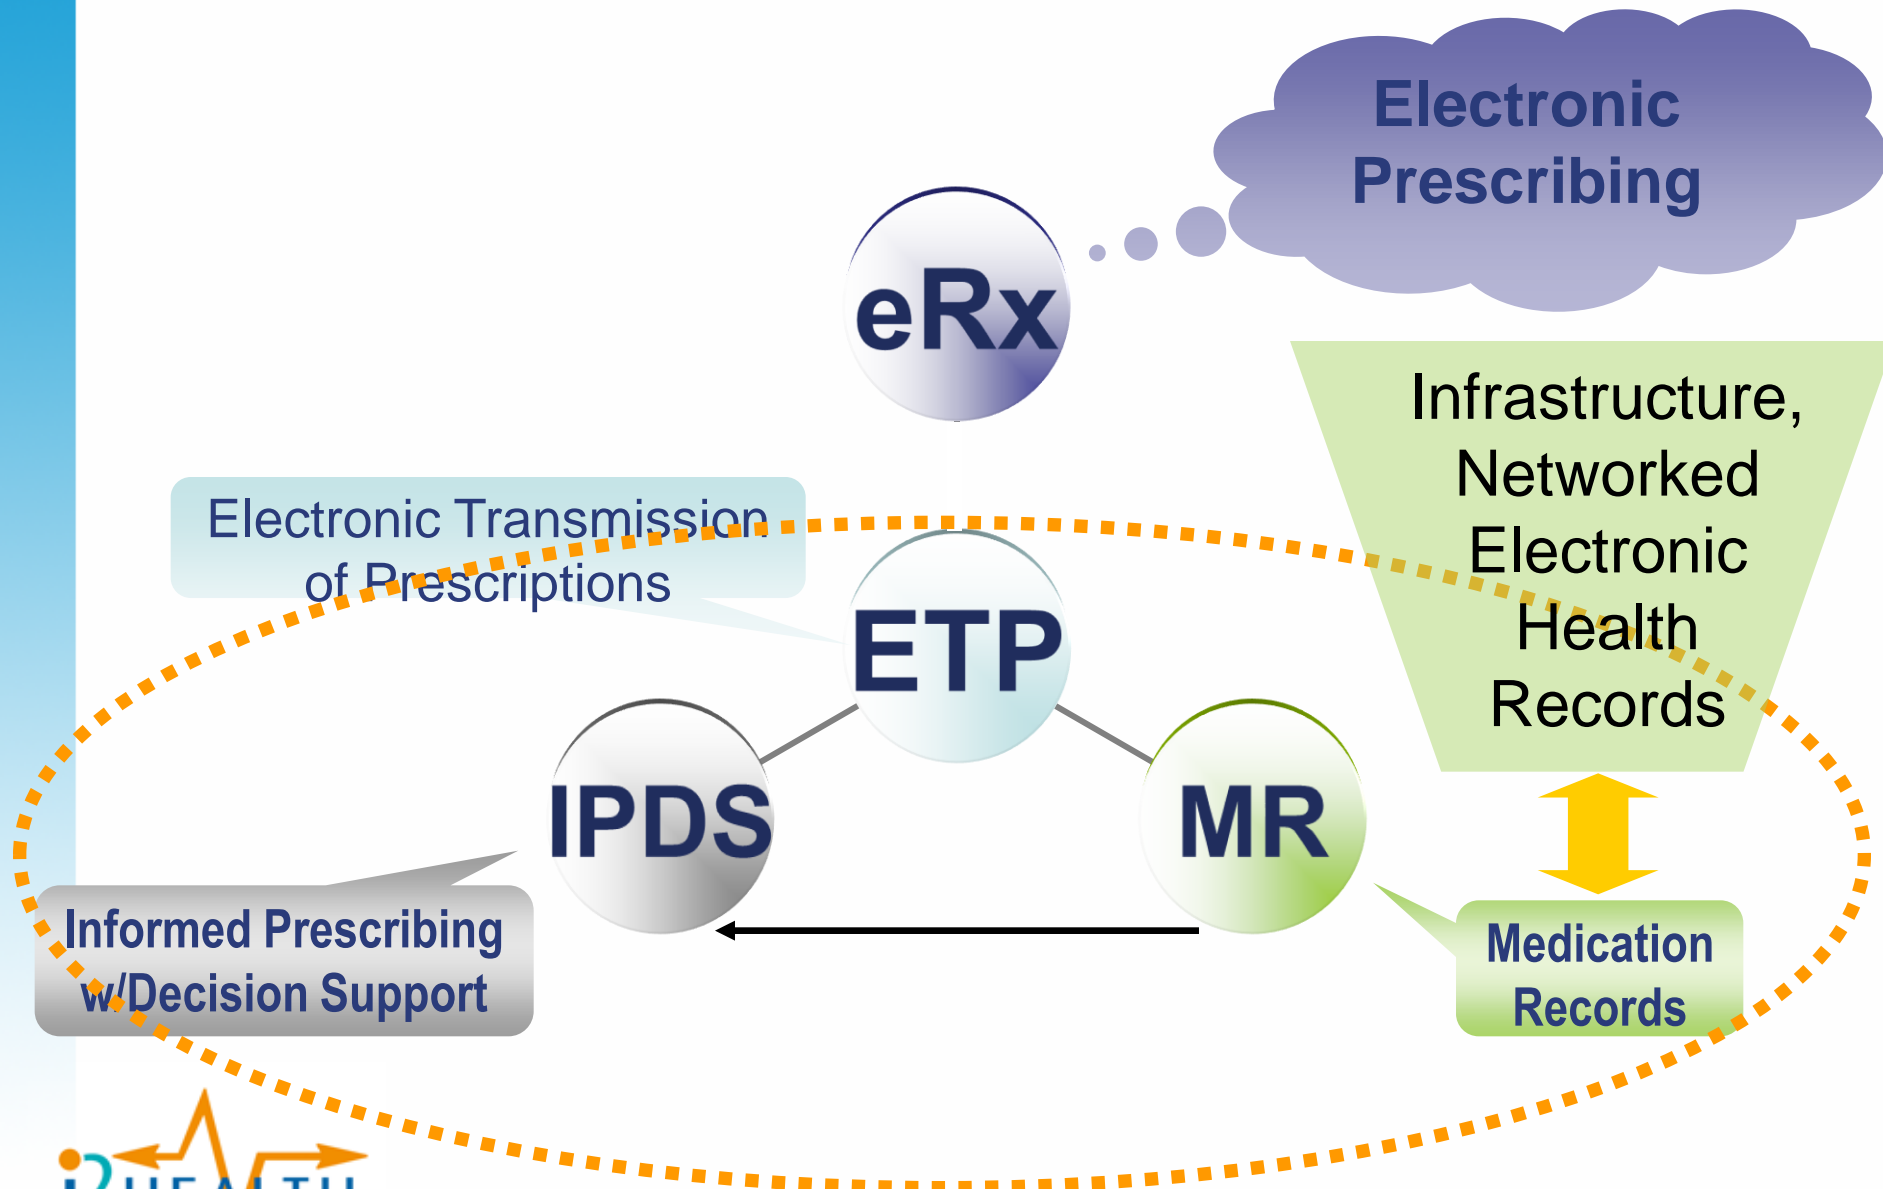 Electronic
Prescribing
eRx
Infrastructure,
Networked
Electronic
Health
Records
Electronic Transmission
of Prescriptions
ETP
IPDS
MR
Informed Prescribing
w/Decision Support
Medication
Records
HEALTH